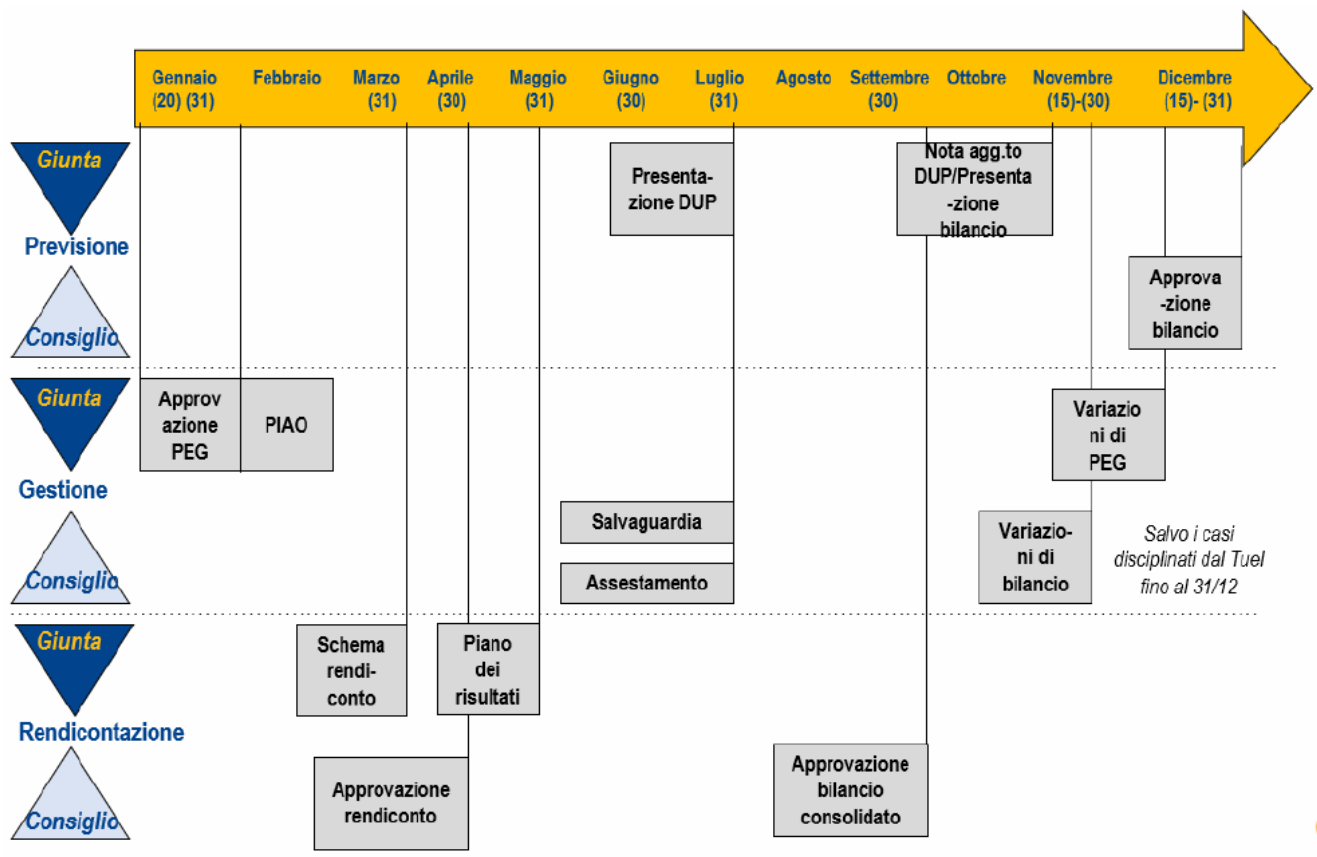 Gennaio Febbraio Marzo Aprile Maggio Giugno Luglio Agosto Settembre Ottobre Novembre Dicembre
(20) (31) (31) (30) (31) (30) (31) (30) (15)-(30) (15)- (31)
Giunta
Previsione
Consiglio
Presenta-
zione DUP
Nota agg.to
DUP/Presenta
-zione
bilancio
Approva
-zione
bilancio
Giunta
Gestione
Consiglio
Approv
azione
PEG
PIAO
Variazio
ni di
PEG
Salvaguardia
Assestamento
Variazio-
ni di
bilancio
Salvo i casi
disciplinati dal Tuel
fino al 31/12
Giunta
Rendicontazione
Consiglio
Schema
rendi-
conto
Piano
dei
risultati
Approvazione
rendiconto
Approvazione
bilancio
consolidato